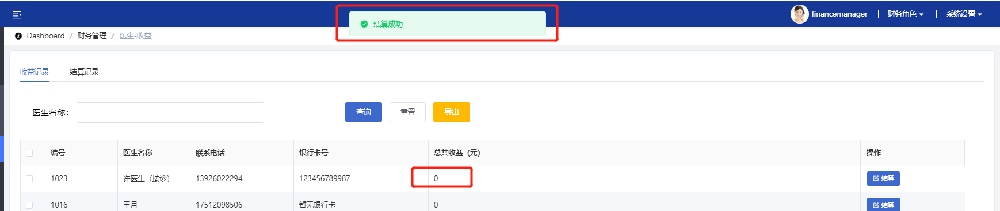 结算成功
financemanager | 财务角色 | 系统设置
Dashboard / 财务管理 / 医生-收益
收益记录 结算记录
医生名称： 查询 重置 导出
编号 医生名称 联系电话 银行卡号 总共收益（元） 操作
1023 许医生（接诊） 13926022294 123456789987 0 结算
1016 王月 17512098506 暂无银行卡 0 结算